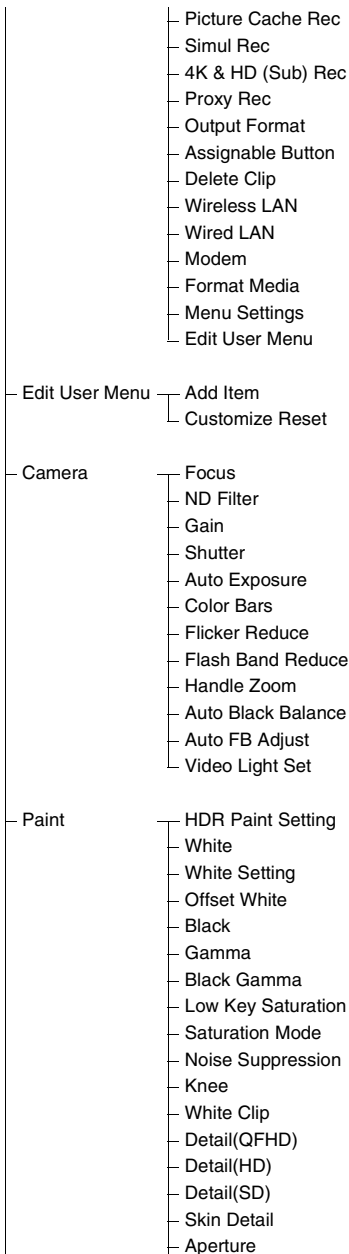 Picture Cache Rec
Simul Rec
4K & HD (Sub) Rec
Proxy Rec
Output Format
Assignable Button
Delete Clip
Wireless LAN
Wired LAN
Modem
Format Media
Menu Settings
Edit User Menu
Edit User Menu Add Item
Customize Reset
Camera Focus
ND Filter
Gain
Shutter
Auto Exposure
Color Bars
Flicker Reduce
Flash Band Reduce
Handle Zoom
Auto Black Balance
Auto FB Adjust
Video Light Set
Paint HDR Paint Setting
White
White Setting
Offset White
Black
Gamma
Black Gamma
Low Key Saturation
Saturation Mode
Noise Suppression
Knee
White Clip
Detail(QFHD)
Detail(HD)
Detail(SD)
Skin Detail
Aperture